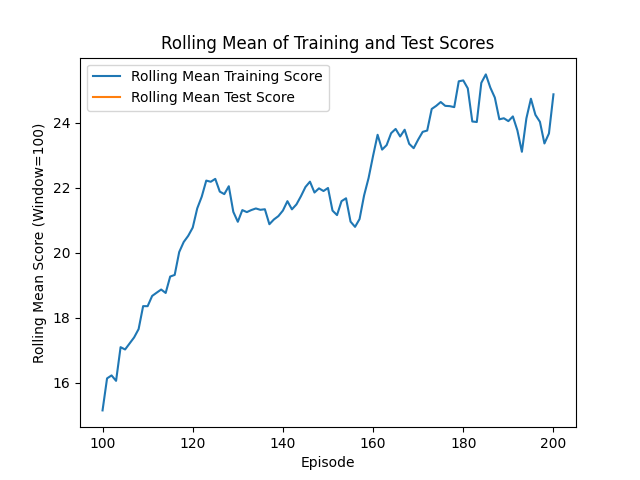 Rolling Mean of Training and Test Scores
Rolling Mean Training Score
Rolling Mean Test Score
Rolling Mean Score (Window=100)
24
22
20
18
16
100 120 140 160 180 200
Episode